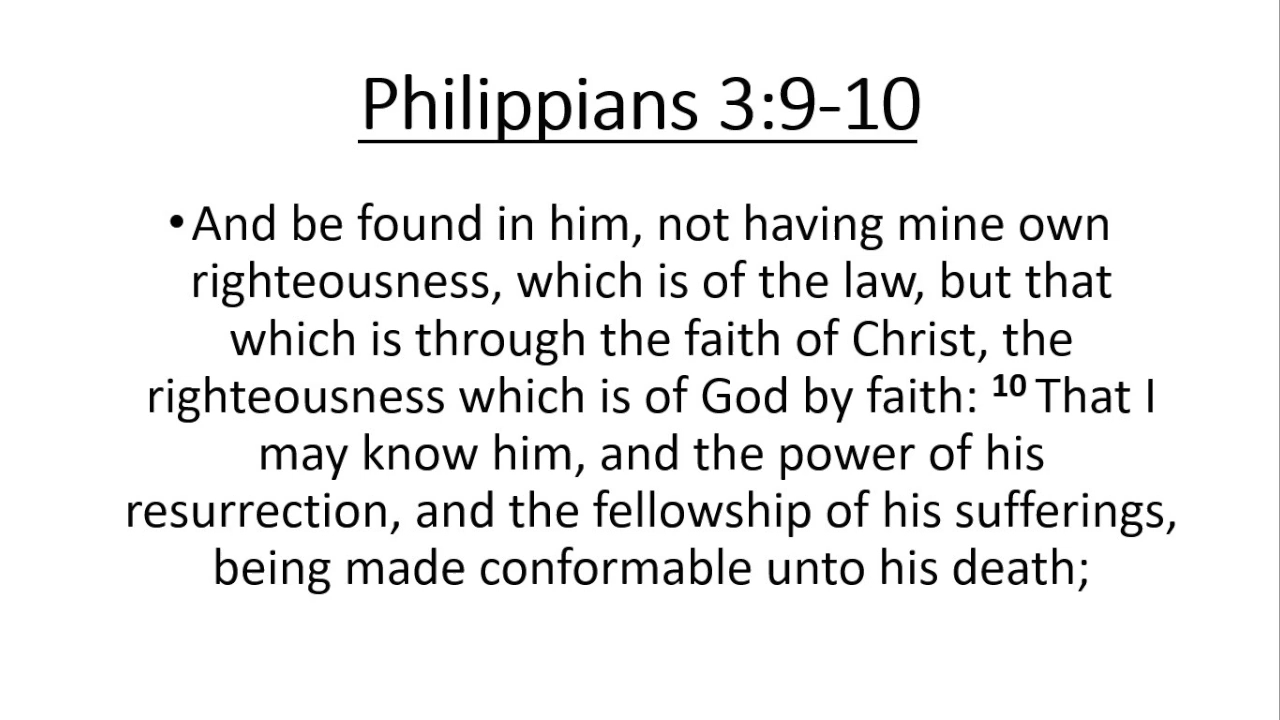 Philippians 3:9-10
•And be found in him, not having mine own
righteousness, which is of the law, but that
which is through the faith of Christ, the
righteousness which is of God by faith: 10 That I
may know him, and the power of his
resurrection, and the fellowship of his sufferings,
being made conformable unto his death;